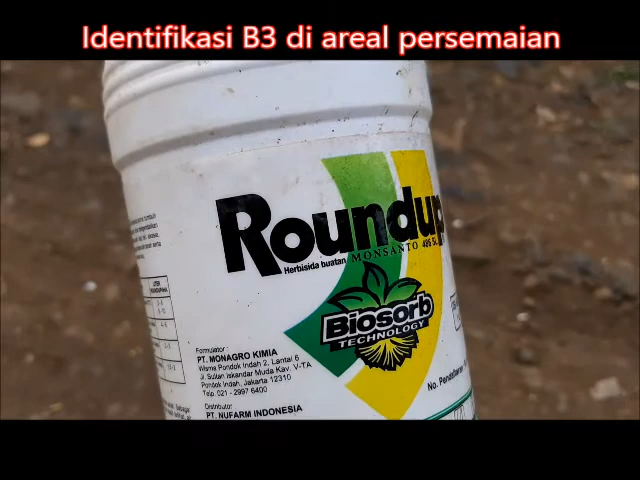 Identifikasi B3 di areal persemaian
Roundup
Herbisida buatan MONSANTO 486 SL
Biosorb
TECHNOLOGY
Formulator :
PT. MONAGRO KIMIA
Wisma Pondok Indah 2, Lantai 6
Jl. Sultan Iskandar Muda Kav. V-TA
Pondok Indah, Jakarta 12310
Telp. 021 - 2997 6400
Distributor
PT. NUFARM INDONESIA
No. Pendaftaran